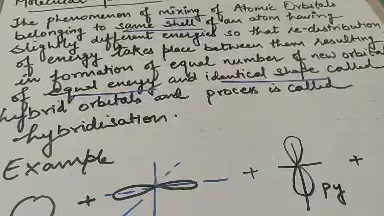 The phenomenon of mixing of Atomic Orbitals
belonging to same shell of an atom having
slightly different energies so that re-distribution
of energy takes place between them resulting
in formation of equal number of new orbital
of equal energy and identical shape called
hybrid orbitals and process is called
hybridisation.
Example
+ + +
py